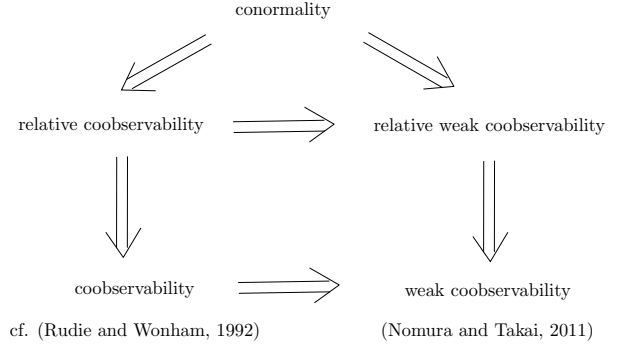 conormality
relative coobservability
relative weak coobservability
coobservability
weak coobservability
cf. (Rudie and Wonham, 1992)
(Nomura and Takai, 2011)